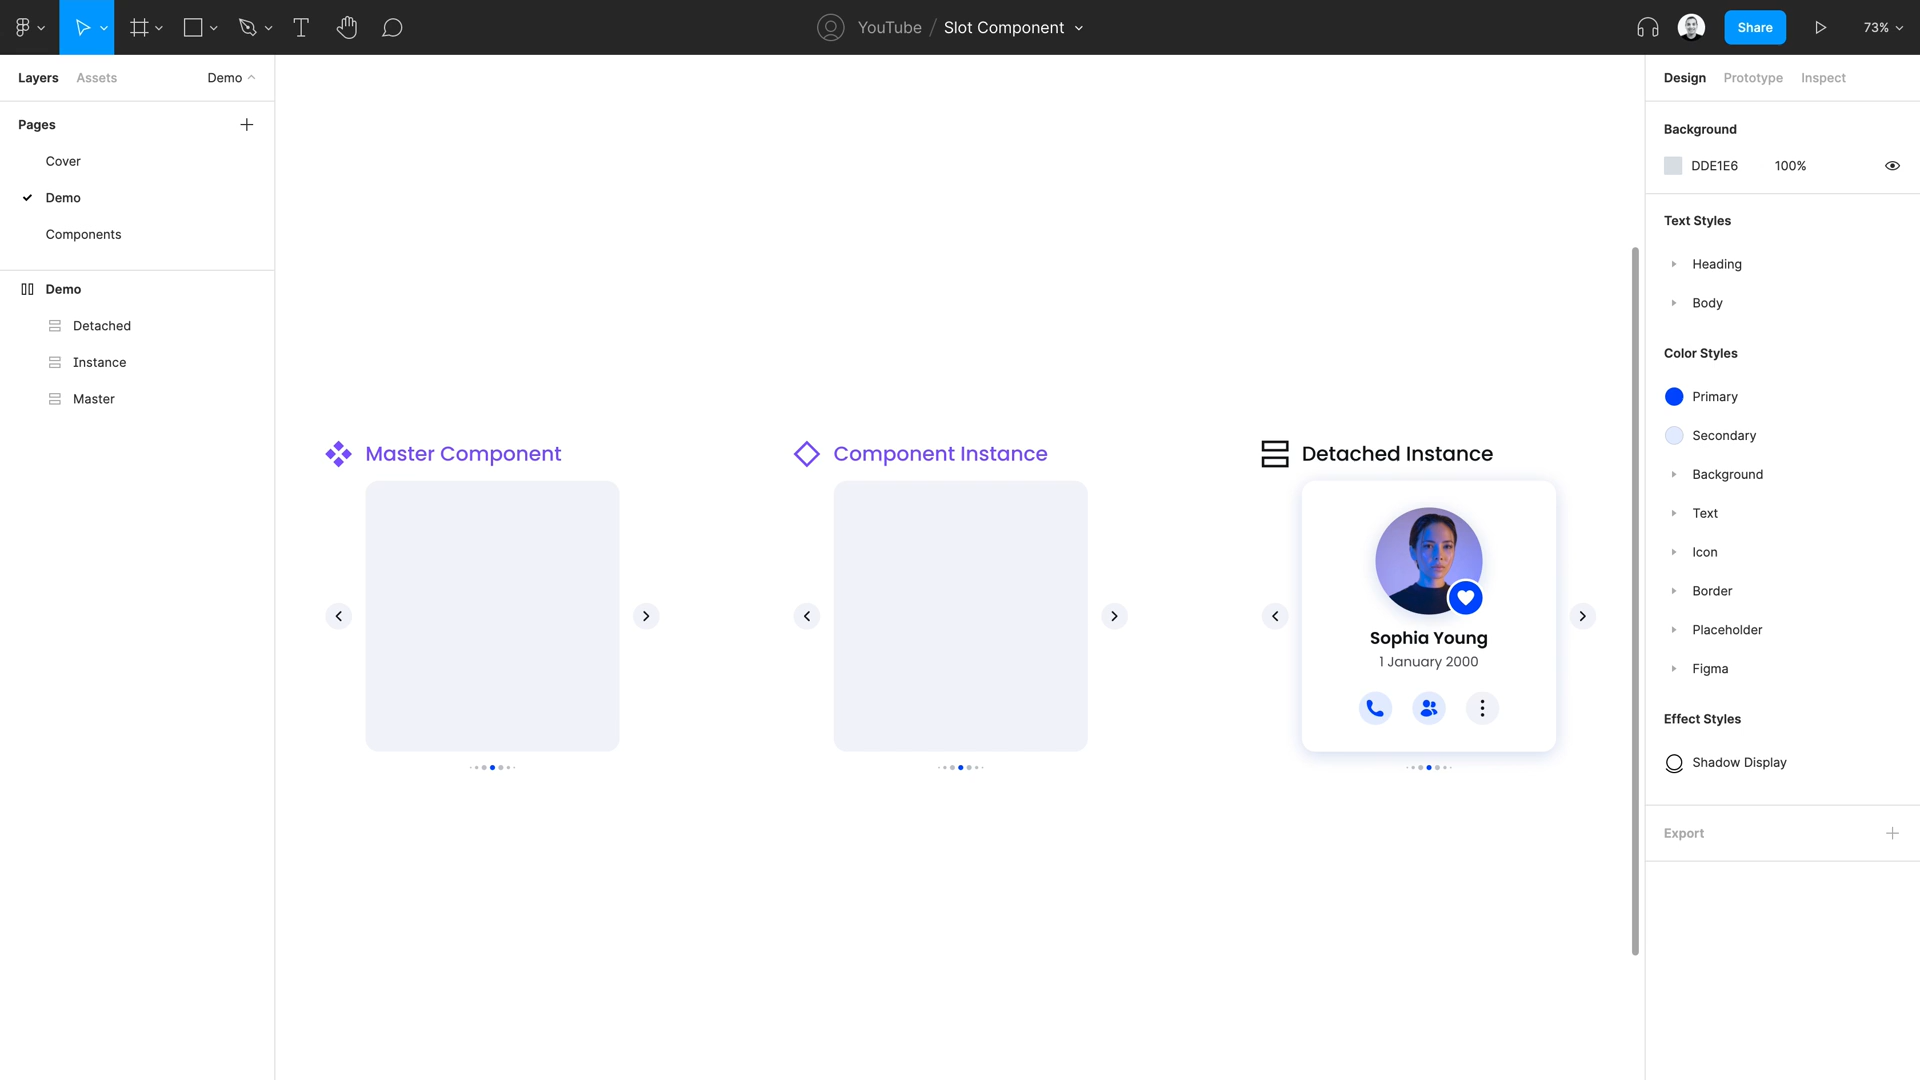 YouTube / Slot Component
Share
73%
Layers
Assets
Demo
Pages
Cover
Demo
Components
Demo
Detached
Instance
Master
Master Component
Component Instance
Detached Instance
Sophia Young
1 January 2000
Design
Prototype
Inspect
Background
DDE1E6
100%
Text Styles
Heading
Body
Color Styles
Primary
Secondary
Background
Text
Icon
Border
Placeholder
Figma
Effect Styles
Shadow Display
Export